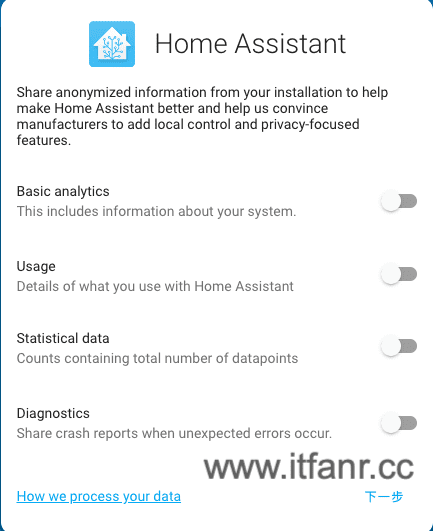 Home Assistant
Share anonymized information from your installation to help
make Home Assistant better and help us convince
manufacturers to add local control and privacy-focused
features.
Basic analytics
This includes information about your system.
Usage
Details of what you use with Home Assistant
Statistical data
Counts containing total number of datapoints
Diagnostics
Share crash reports when unexpected errors occur.
www.itfanr.cc
How we process your data
下一步